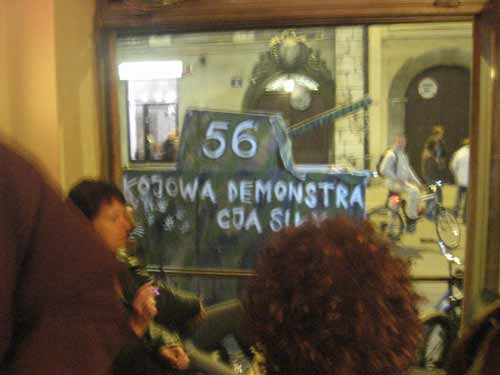 56
KOJOWA DEMONSTRA
CJA SIŁY